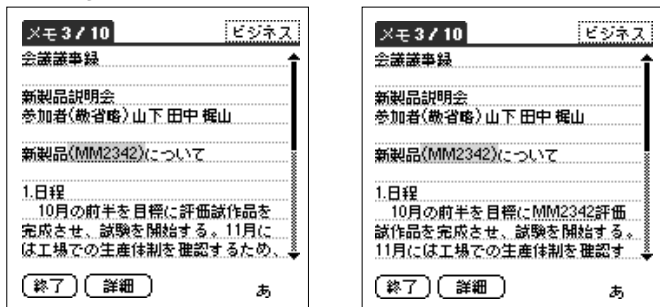 メモ 3 / 10
ビジネス
会議議事録
新製品説明会
参加者(敬省略) 山下 田中 梶山
新製品(MM2342)について
1.日程
10月の前半を目標に評価試作品を
完成させ、試験を開始する。11月に
は工場での生産体制を確認するため、
終了
詳細
あ
メモ 3 / 10
ビジネス
会議議事録
新製品説明会
参加者(敬省略) 山下 田中 梶山
新製品(MM2342)について
1.日程
10月の前半を目標にMM2342評価
試作品を完成させ、試験を開始する。
11月には工場での生産体制を確認す
終了
詳細
あ